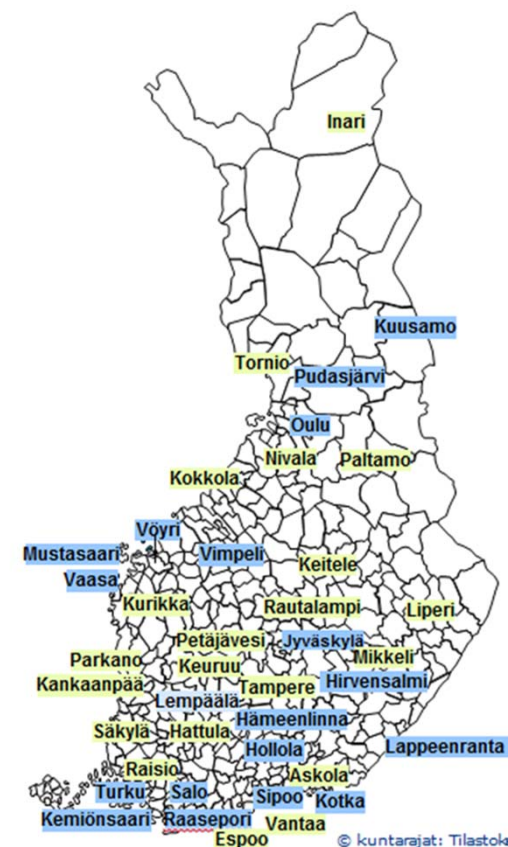 Inari
Kuusamo
Tornio
Pudasjärvi
Oulu
Nivala
Paltamo
Kokkola
Vöyri
Mustasaari
Vimpeli
Keitele
Vaasa
Kurikka
Rautalampi
Liperi
Petäjävesi
Jyväskylä
Parkano
Keuruu
Mikkeli
Kankaanpää
Tampere
Hirvensalmi
Lempäälä
Hämeenlinna
Säkylä
Hattula
Hollola
Lappeenranta
Raisio
Askola
Turku
Salo
Sipoo
Kotka
Kemiönsaari
Raasepori
Vantaa
Espoo
© kuntarajat: Tilastok